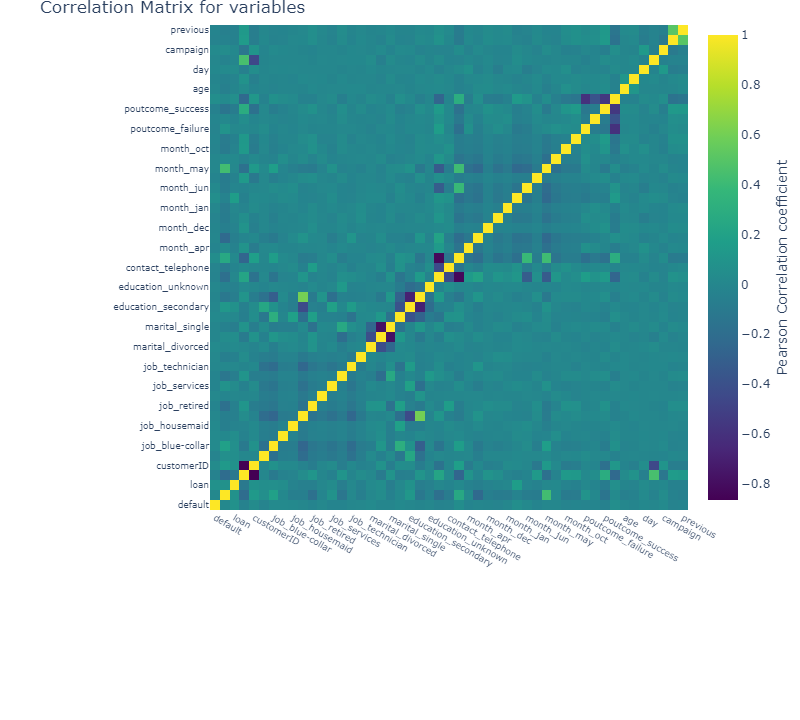 Correlation Matrix for variables
previous
campaign
day
age
poutcome_success
poutcome_failure
month_oct
month_may
month_jun
month_jan
month_dec
month_apr
contact_telephone
education_unknown
education_secondary
marital_single
marital_divorced
job_technician
job_services
job_retired
job_housemaid
job_blue-collar
customerID
loan
default
default
loan
customerID
job_blue-collar
job_housemaid
job_retired
job_services
job_technician
marital_divorced
marital_single
education_secondary
education_unknown
contact_telephone
month_apr
month_dec
month_jan
month_jun
month_may
month_oct
poutcome_failure
poutcome_success
age
day
campaign
previous
1
0.8
0.6
0.4
0.2
0
−0.2
−0.4
−0.6
−0.8
Pearson Correlation coefficient